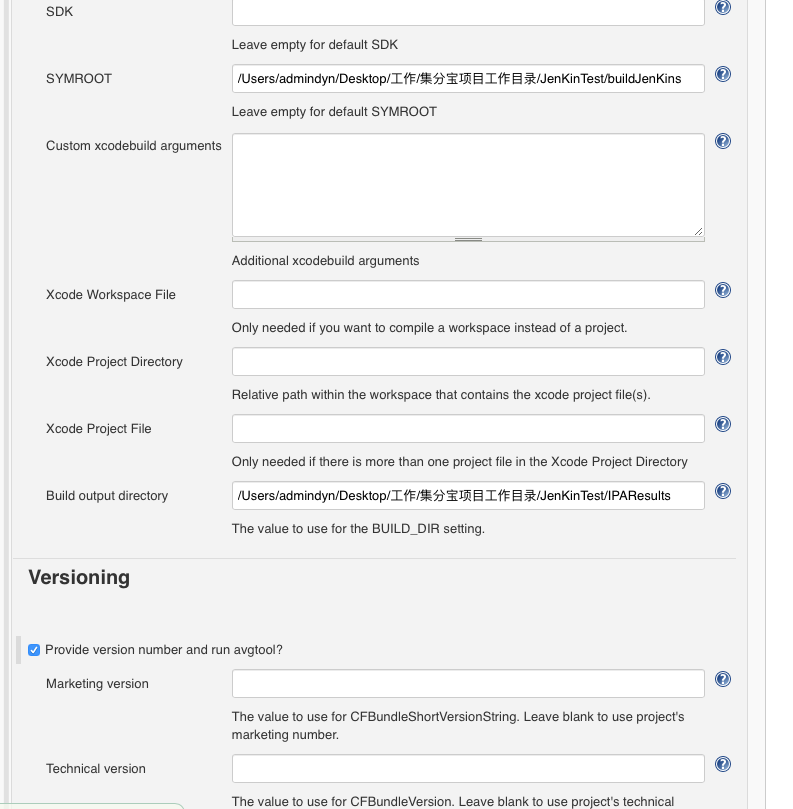 SDK
Leave empty for default SDK
SYMROOT
/Users/admindyn/Desktop/工作/集分宝项目工作目录/JenKinTest/buildJenKins
Leave empty for default SYMROOT
Custom xcodebuild arguments
Additional xcodebuild arguments
Xcode Workspace File
Only needed if you want to compile a workspace instead of a project.
Xcode Project Directory
Relative path within the workspace that contains the xcode project file(s).
Xcode Project File
Only needed if there is more than one project file in the Xcode Project Directory
Build output directory
/Users/admindyn/Desktop/工作/集分宝项目工作目录/JenKinTest/IPAResults
The value to use for the BUILD_DIR setting.
Versioning
Provide version number and run avgtool?
Marketing version
The value to use for CFBundleShortVersionString. Leave blank to use project's
marketing number.
Technical version
The value to use for CFBundleVersion. Leave blank to use project's technical